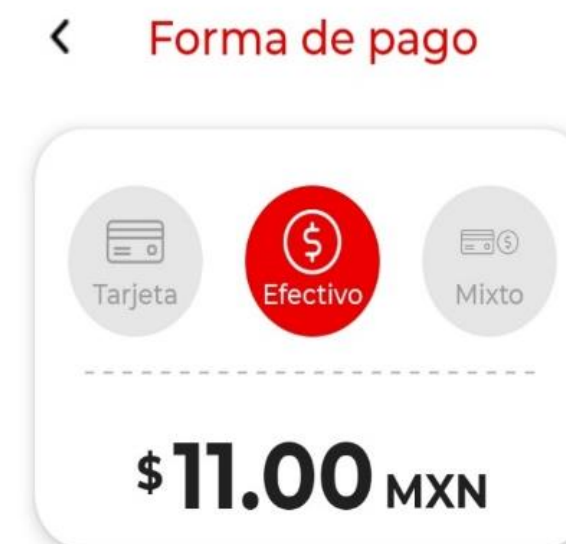 Forma de pago
Tarjeta
Efectivo
Mixto
$11.00 MXN